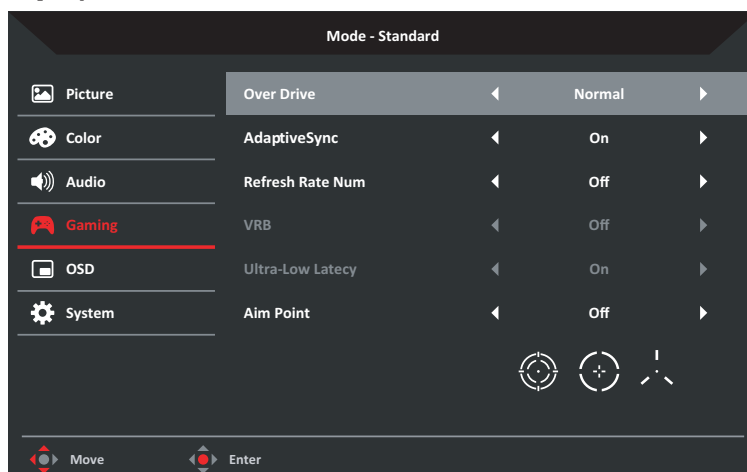 Mode - Standard
Picture
Over Drive Normal
Color
AdaptiveSync On
Audio
Refresh Rate Num Off
Gaming
VRB Off
OSD
Ultra-Low Latecy On
System
Aim Point Off
Move Enter